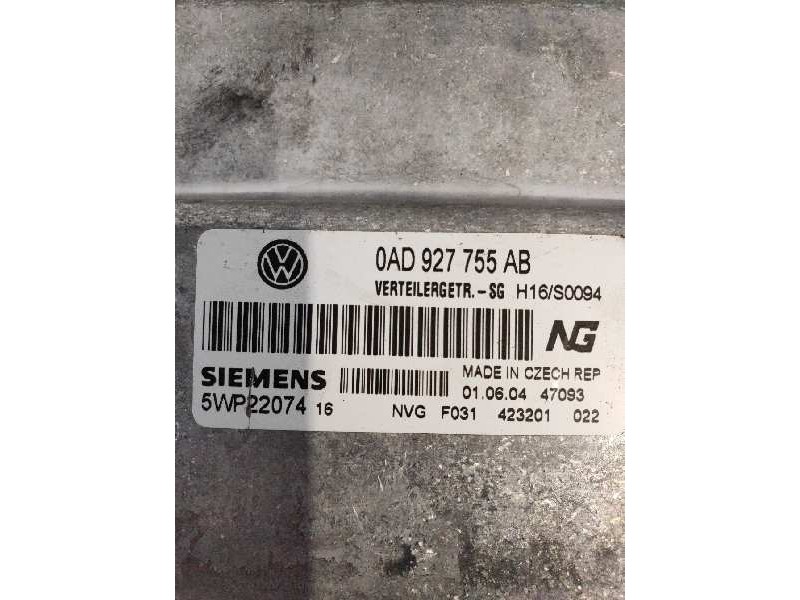 0AD 927 755 AB
VERTEILERGETR.-SG H16/S0094
NG
SIEMENS
MADE IN CZECH REP
01.06.04 47093
5WP22074 16
NVG F031 423201 022